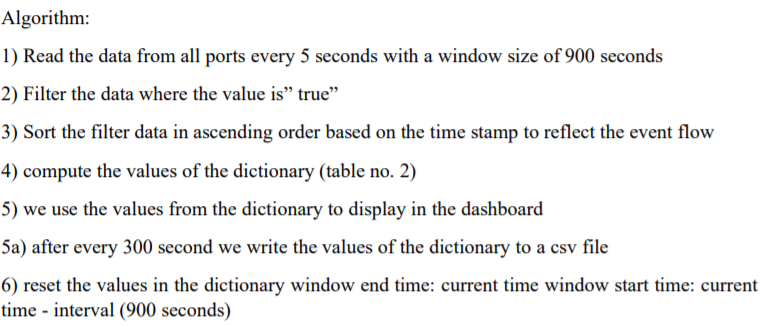 Algorithm:
1) Read the data from all ports every 5 seconds with a window size of 900 seconds
2) Filter the data where the value is” true”
3) Sort the filter data in ascending order based on the time stamp to reflect the event flow
4) compute the values of the dictionary (table no. 2)
5) we use the values from the dictionary to display in the dashboard
5a) after every 300 second we write the values of the dictionary to a csv file
6) reset the values in the dictionary window end time: current time window start time: current
time - interval (900 seconds)